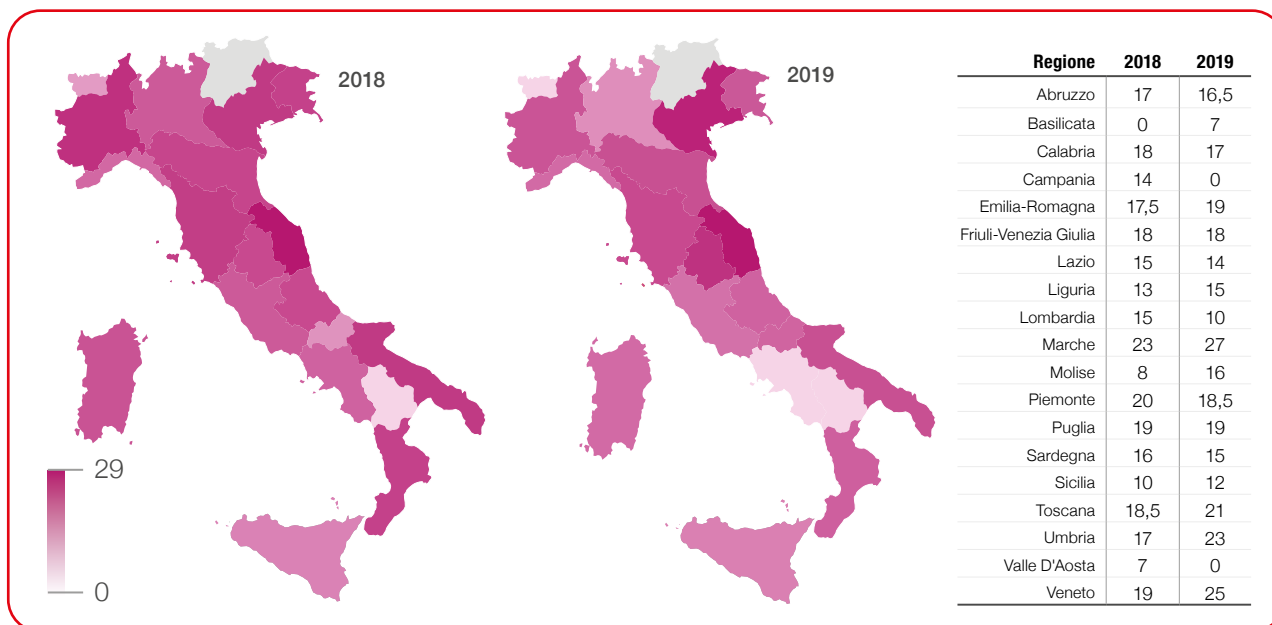 2018
2019
29
0
Regione 2018 2019
Abruzzo 17 16,5
Basilicata 0 7
Calabria 18 17
Campania 14 0
Emilia-Romagna 17,5 19
Friuli-Venezia Giulia 18 18
Lazio 15 14
Liguria 13 15
Lombardia 15 10
Marche 23 27
Molise 8 16
Piemonte 20 18,5
Puglia 19 19
Sardegna 16 15
Sicilia 10 12
Toscana 18,5 21
Umbria 17 23
Valle D'Aosta 7 0
Veneto 19 25